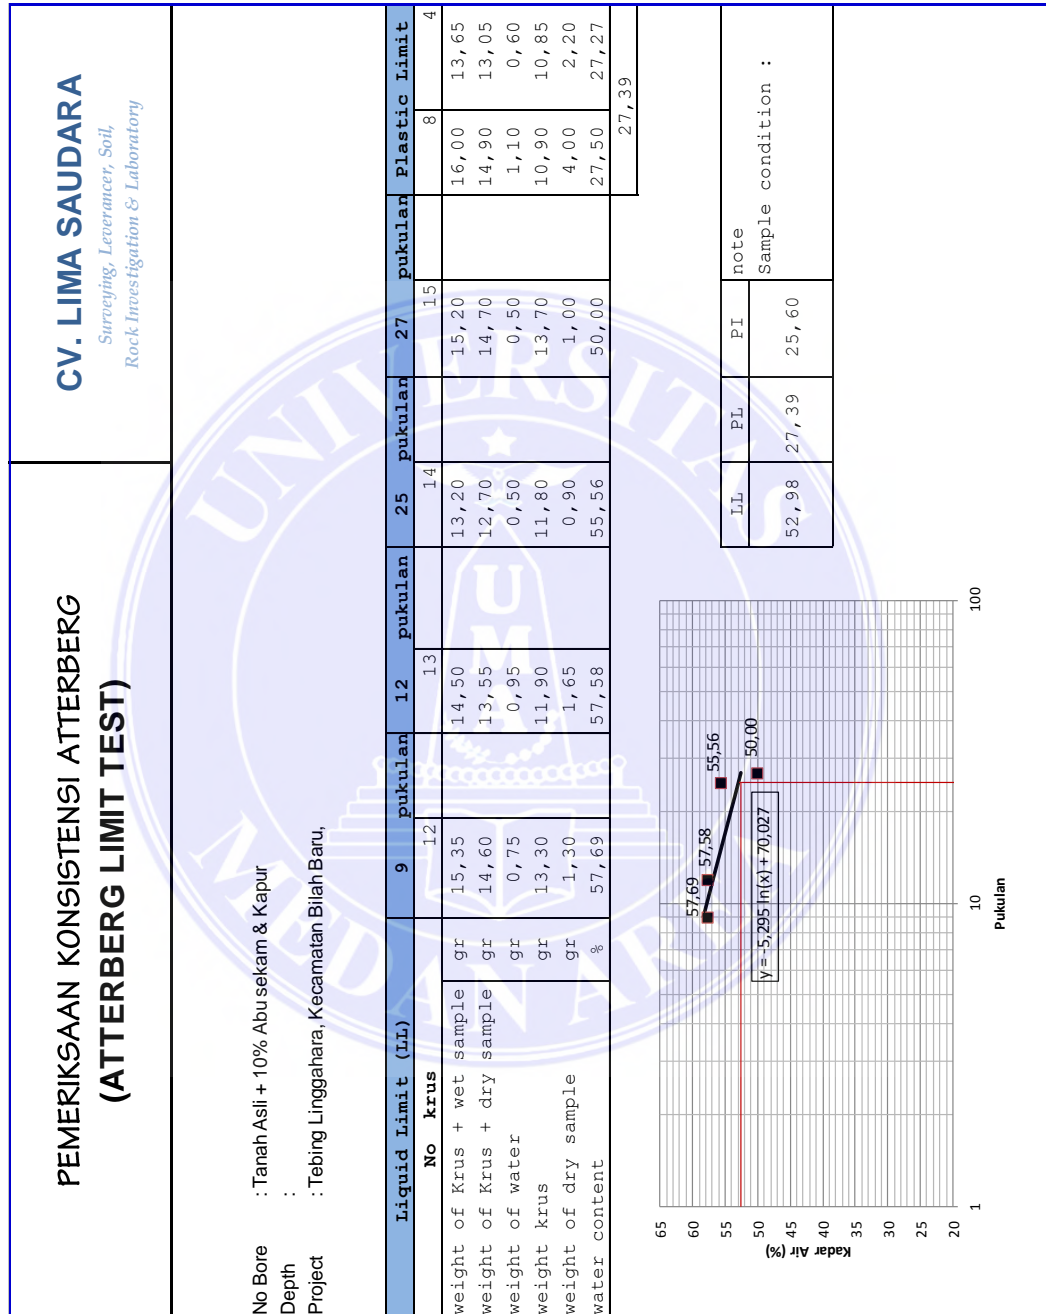 PEMERIKSAAN KONSISTENSI ATTERBERG
(ATTERBERG LIMIT TEST)
CV. LIMA SAUDARA
Surveying, Leverancer, Soil,
Rock Investigation & Laboratory
No Bore : Tanah Asli + 10% Abu sekam & Kapur
Depth :
Project : Tebing Linggahara, Kecamatan Bilah Baru,
Liquid Limit (LL) 9 pukulan 12 pukulan 25 pukulan 27 pukulan Plastic Limit
No krus 12 13 14 15 8 4
weight of Krus + wet sample gr 15,35 14,50 13,20 15,20 16,00 13,65
weight of Krus + dry sample gr 14,60 13,55 12,70 14,70 14,90 13,05
weight of water gr 0,75 0,95 0,50 0,50 1,10 0,60
weight krus gr 13,30 11,90 11,80 13,70 10,90 10,85
weight of dry sample gr 1,30 1,65 0,90 1,00 4,00 2,20
water content % 57,69 57,58 55,56 50,00 27,50 27,27
27,39
LL PL PI note
52,98 27,39 25,60 Sample condition :
65
60
55
50
45
40
35
30
25
20
Kadar Air (%)
57,69 57,58 55,56 50,00
y = -5,295 ln(x) + 70,027
1 10 100
Pukulan
UNIVERSITAS
MEDAN AREA
UMA